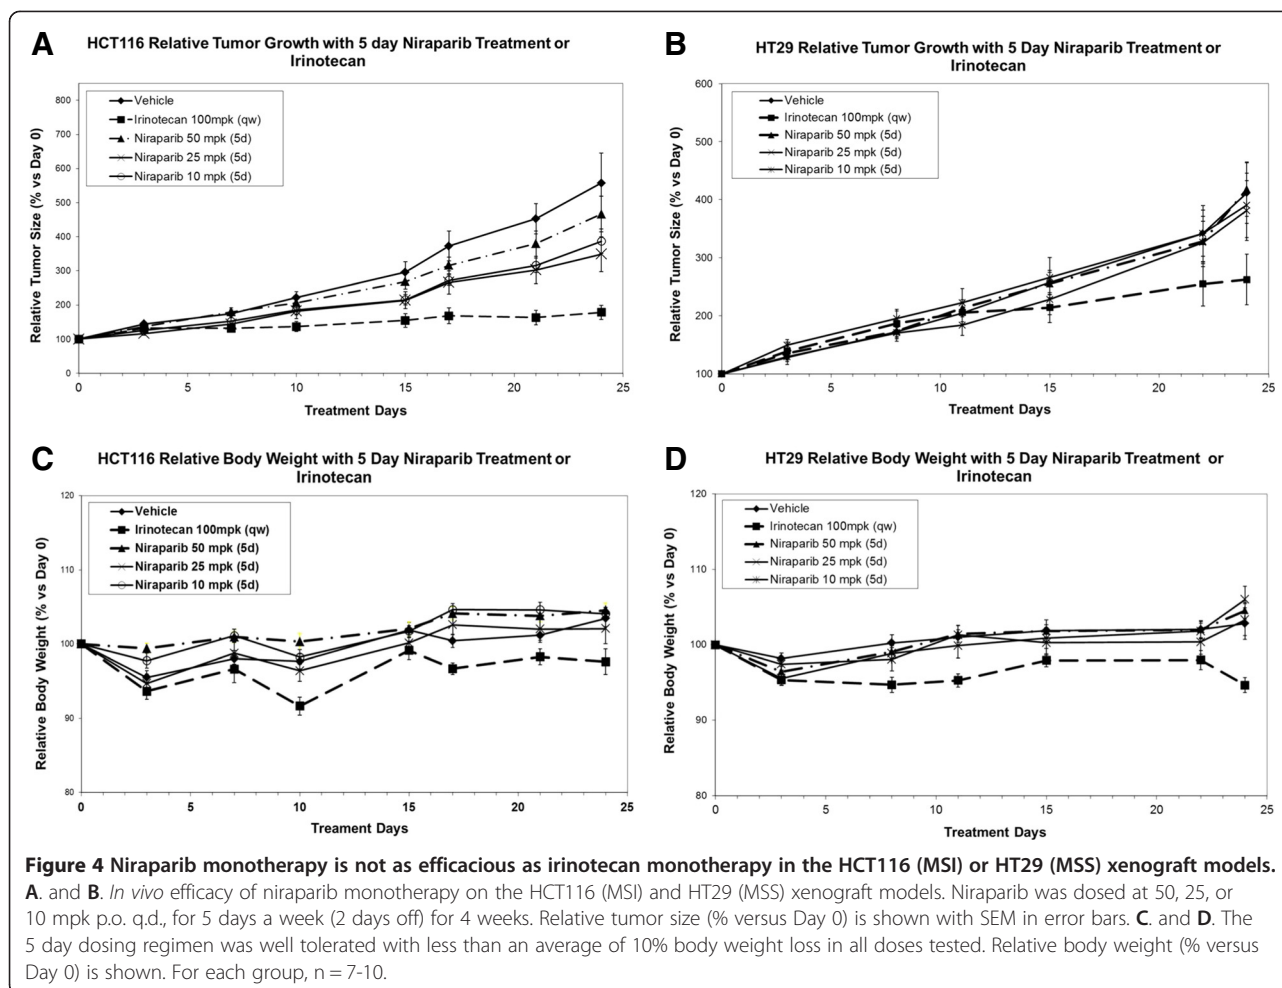 A
HCT116 Relative Tumor Growth with 5 day Niraparib Treatment or
Irinotecan
Relative Tumor Size (% vs Day 0)
800
700
600
500
400
300
200
100
0
Vehicle
Irinotecan 100mpk (qw)
Niraparib 50 mpk (5d)
Niraparib 25 mpk (5d)
Niraparib 10 mpk (5d)
0 5 10 15 20 25
Treatment Days
B
HT29 Relative Tumor Growth with 5 Day Niraparib Treatment or
Irinotecan
Relative Tumor Size (% vs Day 0)
600
500
400
300
200
100
Vehicle
Irinotecan 100mpk (qw)
Niraparib 50 mpk (5d)
Niraparib 25 mpk (5d)
Niraparib 10 mpk (5d)
0 5 10 15 20 25
Treatment Days
C
HCT116 Relative Body Weight with 5 Day Niraparib Treatment or
Irinotecan
Relative Body Weight (% vs Day 0)
120
110
100
90
80
Vehicle
Irinotecan 100mpk (qw)
Niraparib 50 mpk (5d)
Niraparib 25 mpk (5d)
Niraparib 10 mpk (5d)
0 5 10 15 20 25
Treament Days
D
HT29 Relative Body Weight with 5 Day Niraparib Treatment or
Irinotecan
Relative Body Weight (% vs Day 0)
120
110
100
90
80
Vehicle
Irinotecan 100mpk (qw)
Niraparib 50 mpk (5d)
Niraparib 25 mpk (5d)
Niraparib 10 mpk (5d)
0 5 10 15 20 25
Treatment Days
Figure 4 Niraparib monotherapy is not as efficacious as irinotecan monotherapy in the HCT116 (MSI) or HT29 (MSS) xenograft models.
A. and B. In vivo efficacy of niraparib monotherapy on the HCT116 (MSI) and HT29 (MSS) xenograft models. Niraparib was dosed at 50, 25, or
10 mpk p.o. q.d., for 5 days a week (2 days off) for 4 weeks. Relative tumor size (% versus Day 0) is shown with SEM in error bars. C. and D. The
5 day dosing regimen was well tolerated with less than an average of 10% body weight loss in all doses tested. Relative body weight (% versus
Day 0) is shown. For each group, n = 7-10.